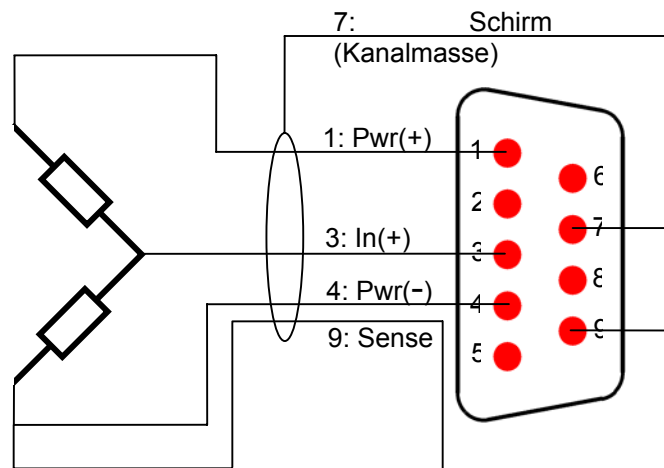 7: Schirm
(Kanalmasse)
1: Pwr(+)
3: In(+)
4: Pwr(-)
9: Sense
1
2
3
4
5
6
7
8
9